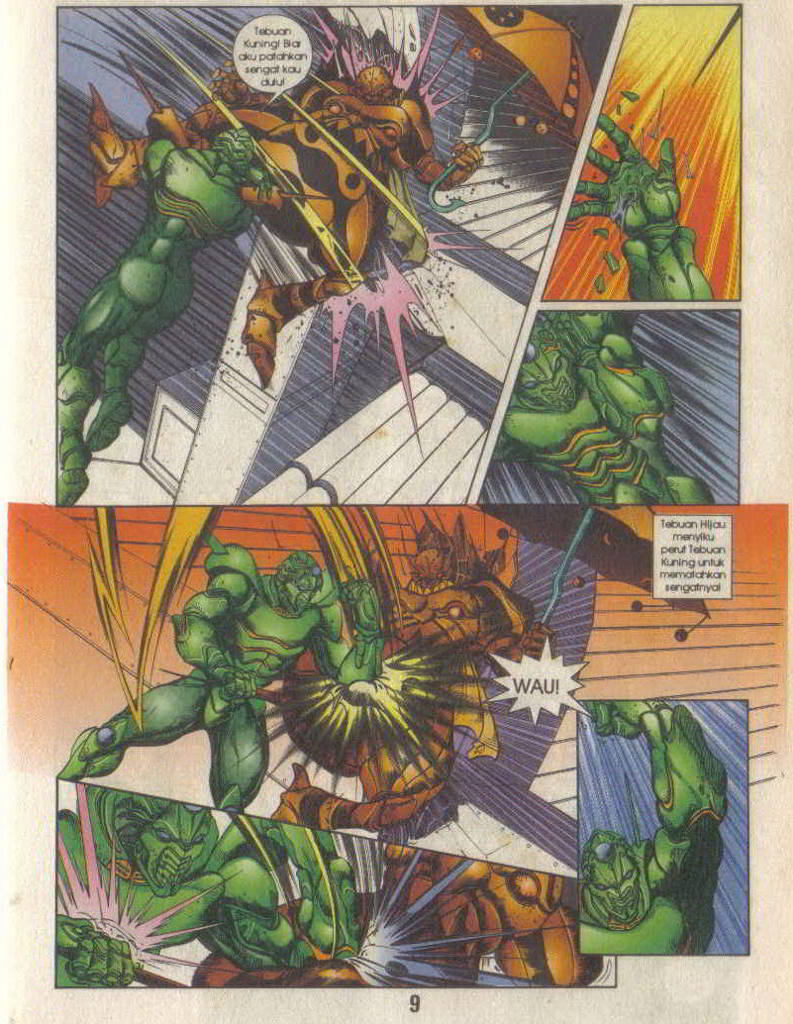 Tebuan
Kuning! Biar
aku patahkan
sengat kau
dulu!
Tebuan Hijau
menyiku
perut Tebuan
Kuning untuk
mematahkan
sengatnya!
WAU!
9